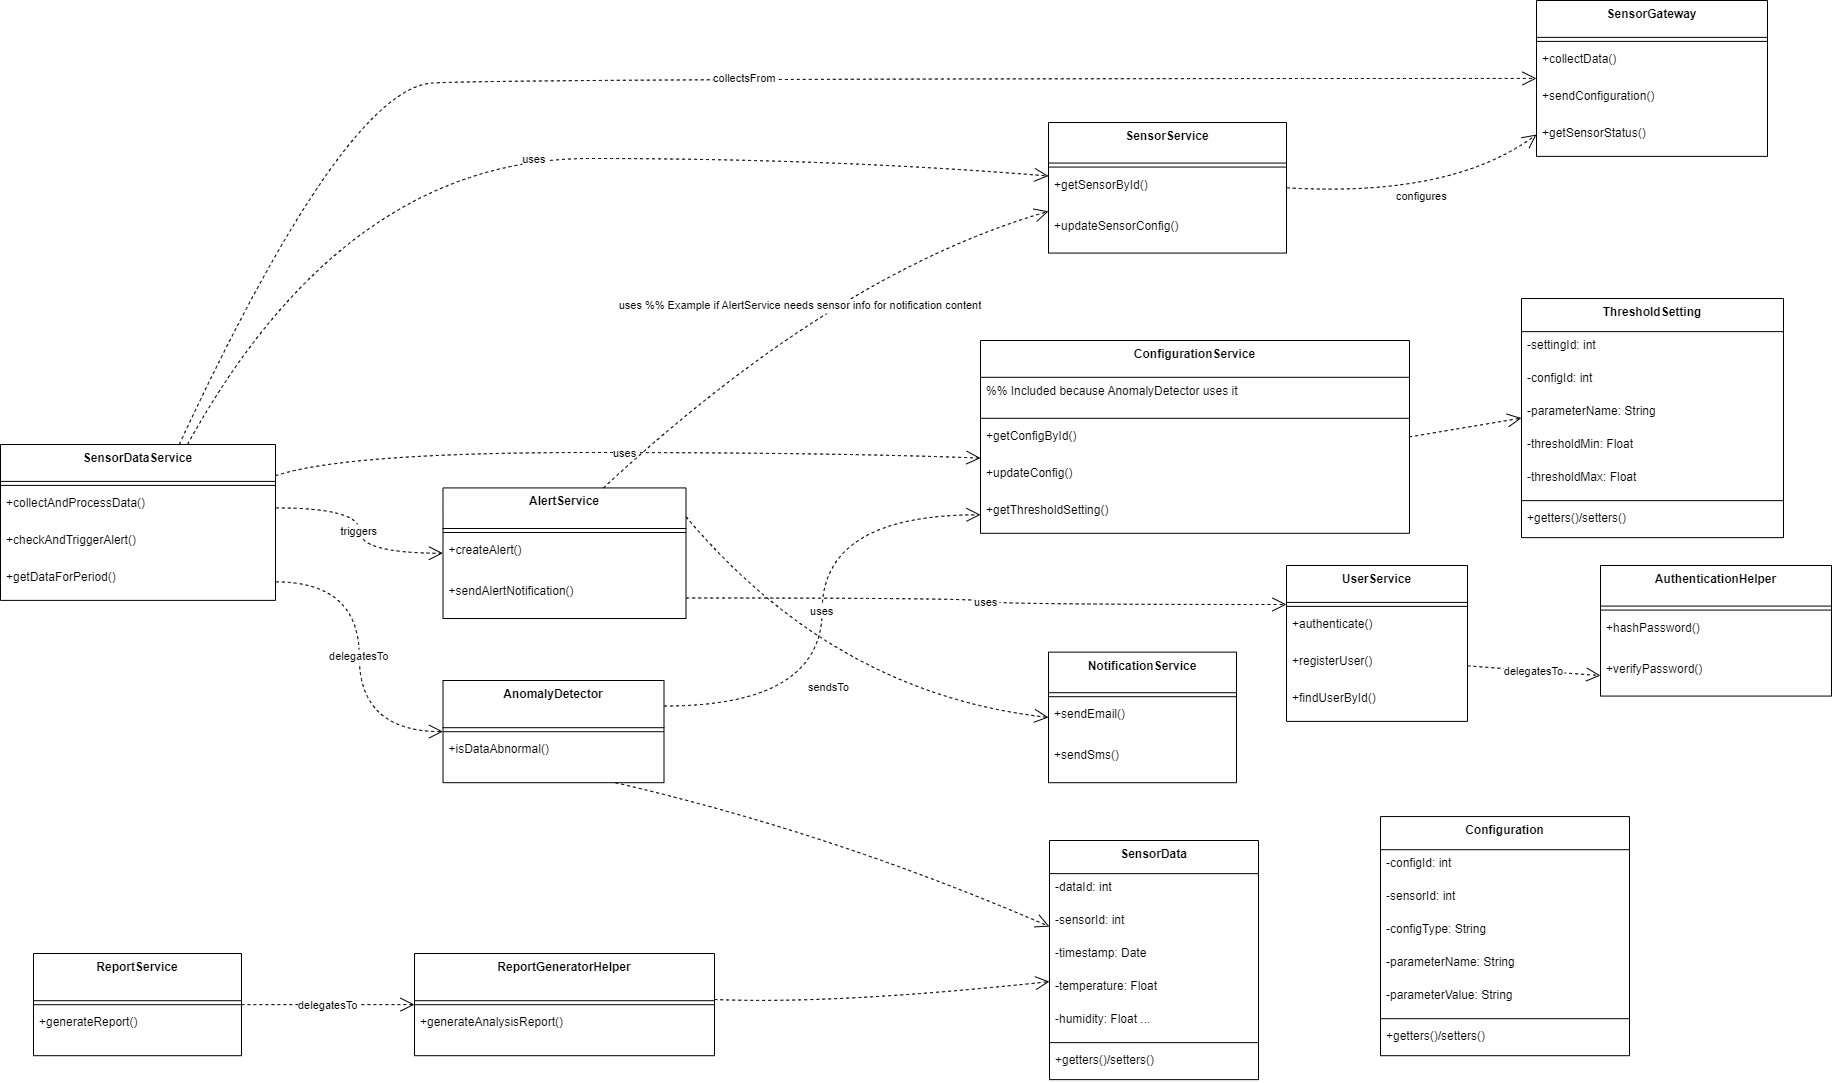 SensorGateway
+collectData()
+sendConfiguration()
+getSensorStatus()
collectsFrom
SensorService
+getSensorById()
+updateSensorConfig()
uses
configures
uses %% Example if AlertService needs sensor info for notification content
ThresholdSetting
-settingId: int
-configId: int
-parameterName: String
-thresholdMin: Float
-thresholdMax: Float
+getters()/setters()
ConfigurationService
%% Included because AnomalyDetector uses it
+getConfigById()
+updateConfig()
+getThresholdSetting()
SensorDataService
+collectAndProcessData()
+checkAndTriggerAlert()
+getDataForPeriod()
uses
triggers
AlertService
+createAlert()
+sendAlertNotification()
uses
uses
UserService
+authenticate()
+registerUser()
+findUserById()
AuthenticationHelper
+hashPassword()
+verifyPassword()
delegatesTo
delegatesTo
AnomalyDetector
+isDataAbnormal()
sendsTo
NotificationService
+sendEmail()
+sendSms()
SensorData
-dataId: int
-sensorId: int
-timestamp: Date
-temperature: Float
-humidity: Float ...
+getters()/setters()
Configuration
-configId: int
-sensorId: int
-configType: String
-parameterName: String
-parameterValue: String
+getters()/setters()
ReportService
+generateReport()
delegatesTo
ReportGeneratorHelper
+generateAnalysisReport()